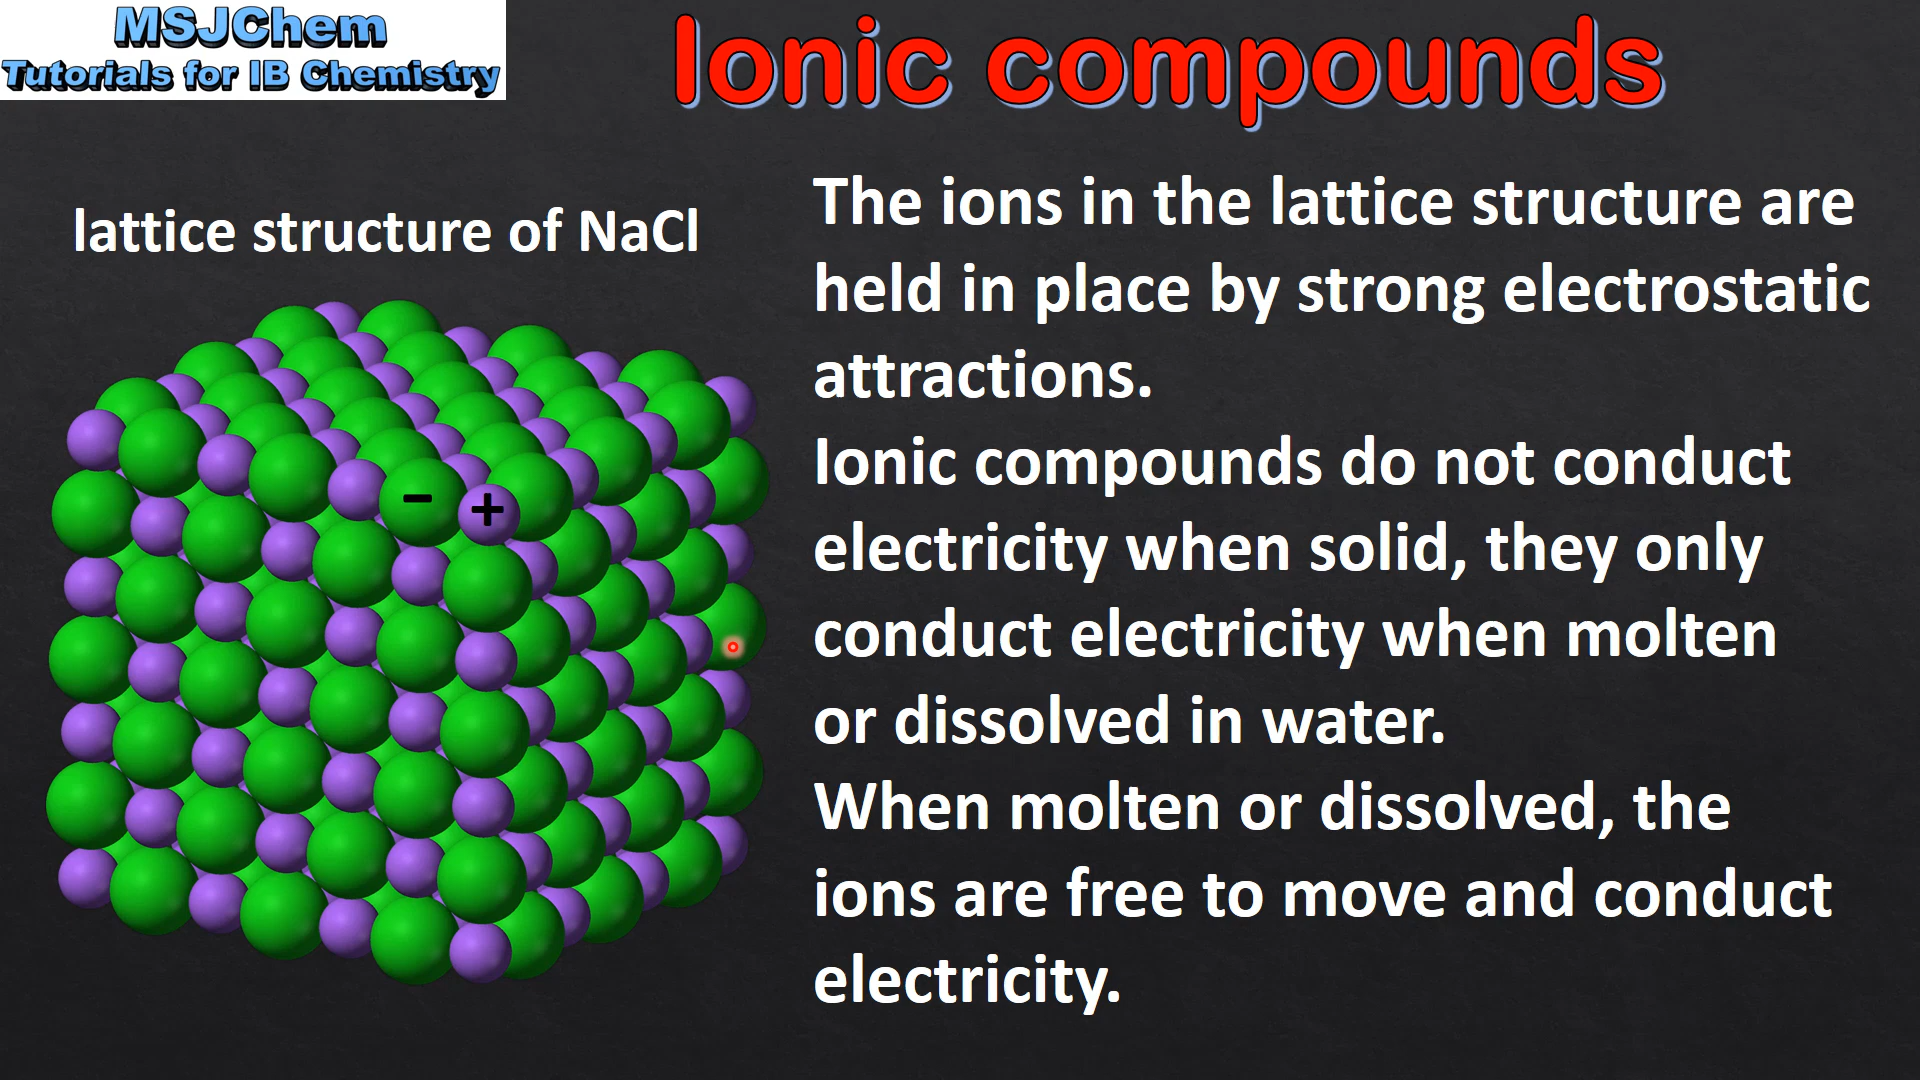 MSJChem
Tutorials for IB Chemistry
Ionic compounds
lattice structure of NaCl
− +
The ions in the lattice structure are
held in place by strong electrostatic
attractions.
Ionic compounds do not conduct
electricity when solid, they only
conduct electricity when molten
or dissolved in water.
When molten or dissolved, the
ions are free to move and conduct
electricity.